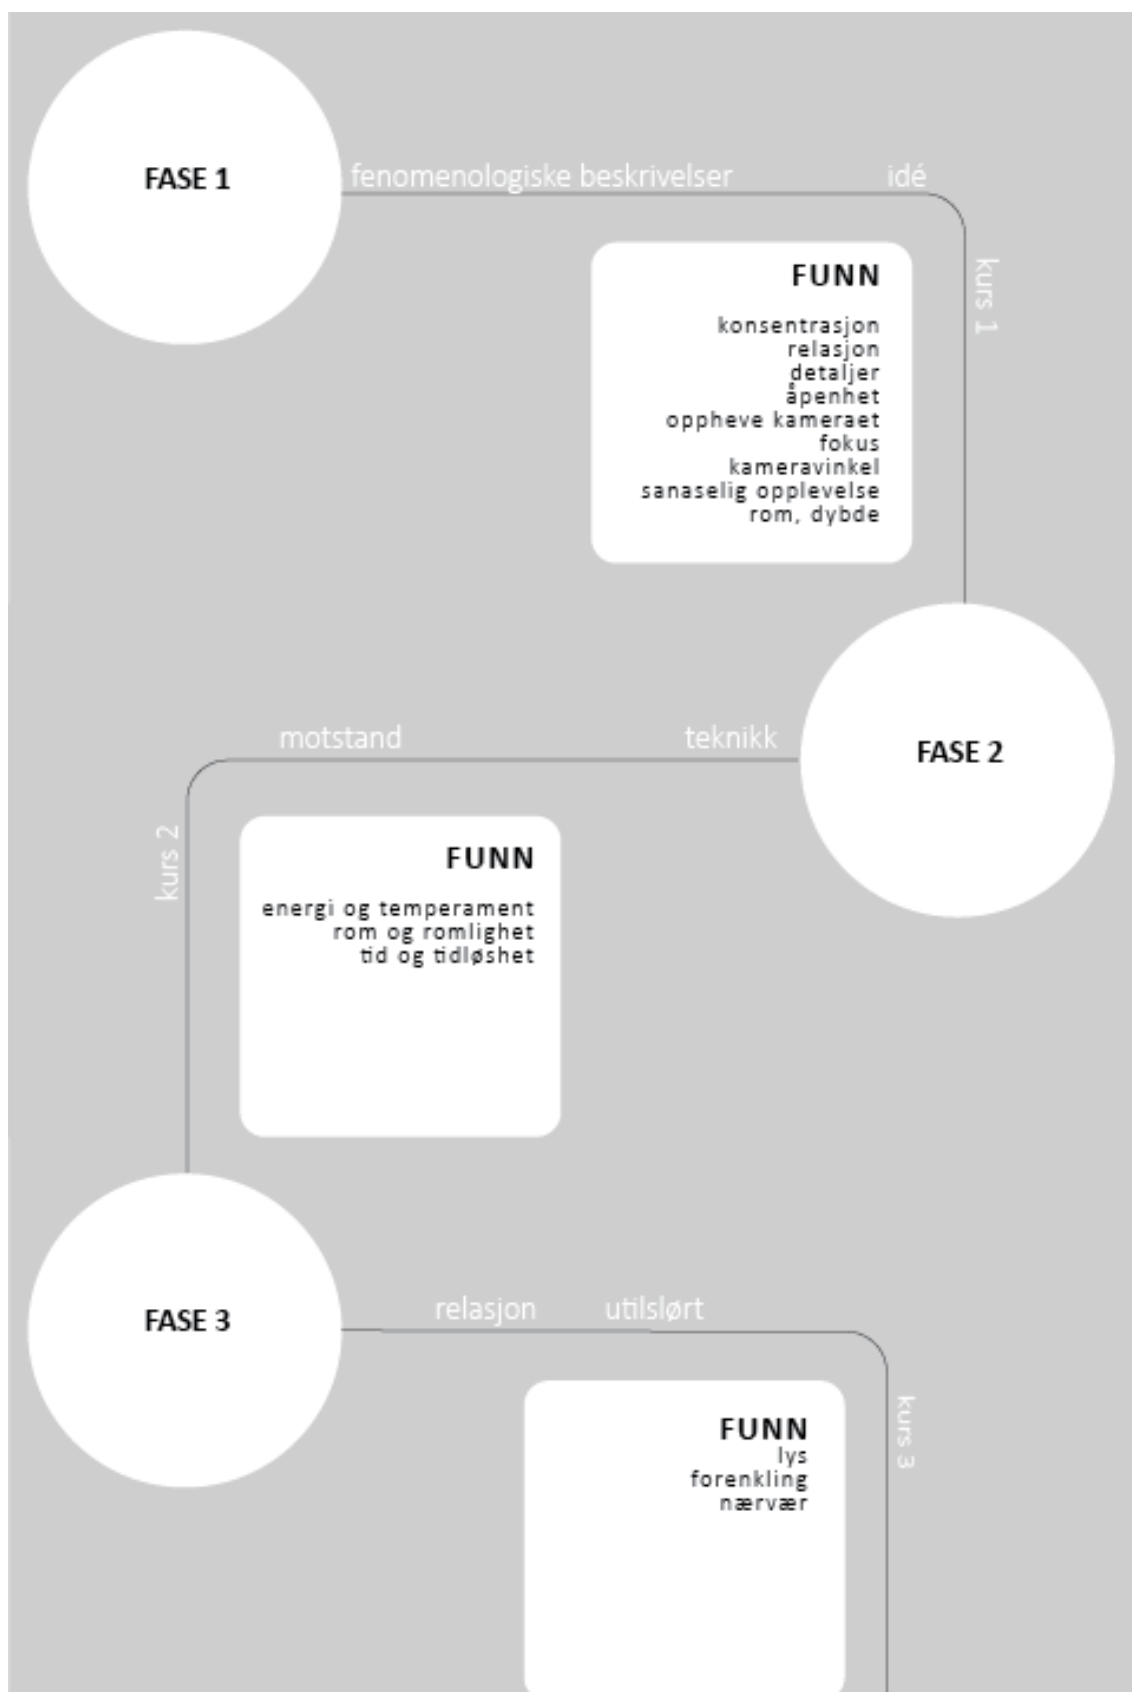 FASE 1
fenomenologiske beskrivelser
idé
kurs 1
FUNN
konsentrasjon
relasjon
detaljer
åpenhet
oppheve kameraet
fokus
kameravinkel
sanaselig opplevelse
rom, dybde
FASE 2
teknikk
motstand
kurs 2
FUNN
energi og temperament
rom og romlighet
tid og tidløshet
FASE 3
relasjon
utilslørt
kurs 3
FUNN
lys
forenkling
nærvær